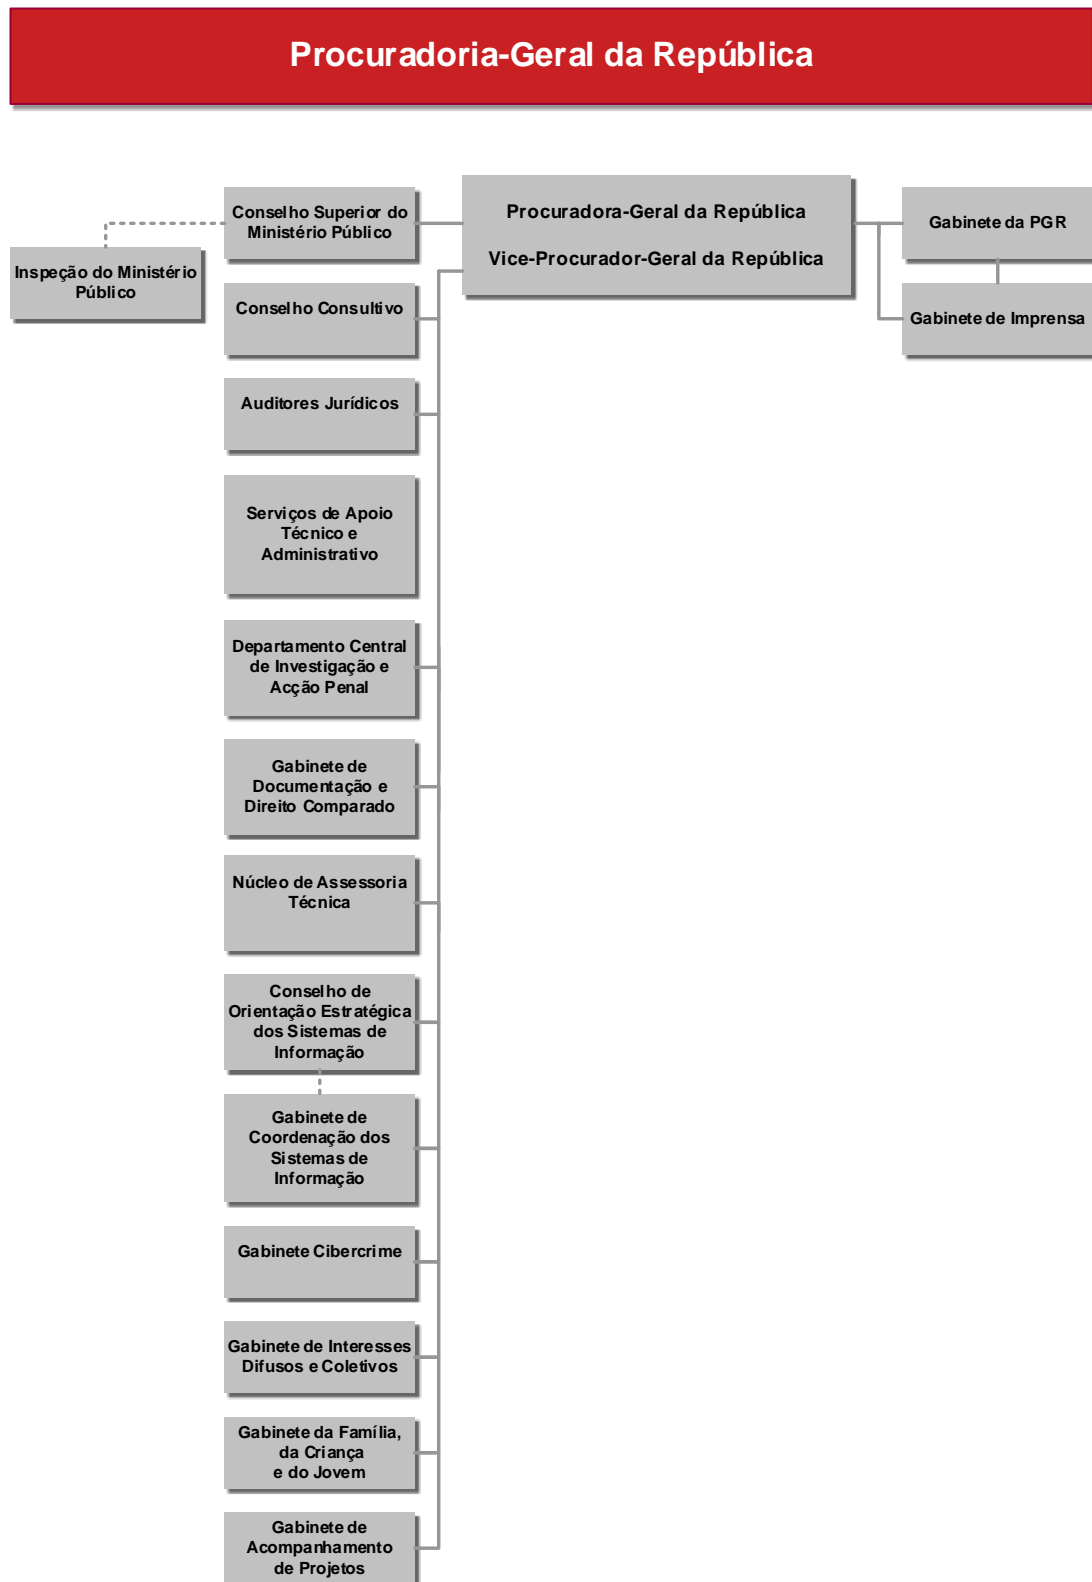 Procuradoria-Geral da República
Conselho Superior do
Ministério Público
Procuradora-Geral da República
Vice-Procurador-Geral da República
Gabinete da PGR
Inspeção do Ministério
Público
Conselho Consultivo
Gabinete de Imprensa
Auditores Jurídicos
Serviços de Apoio
Técnico e
Administrativo
Departamento Central
de Investigação e
Acção Penal
Gabinete de
Documentação e
Direito Comparado
Núcleo de Assessoria
Técnica
Conselho de
Orientação Estratégica
dos Sistemas de
Informação
Gabinete de
Coordenação dos
Sistemas de
Informação
Gabinete Cibercrime
Gabinete de Interesses
Difusos e Coletivos
Gabinete da Família,
da Criança
e do Jovem
Gabinete de
Acompanhamento
de Projetos